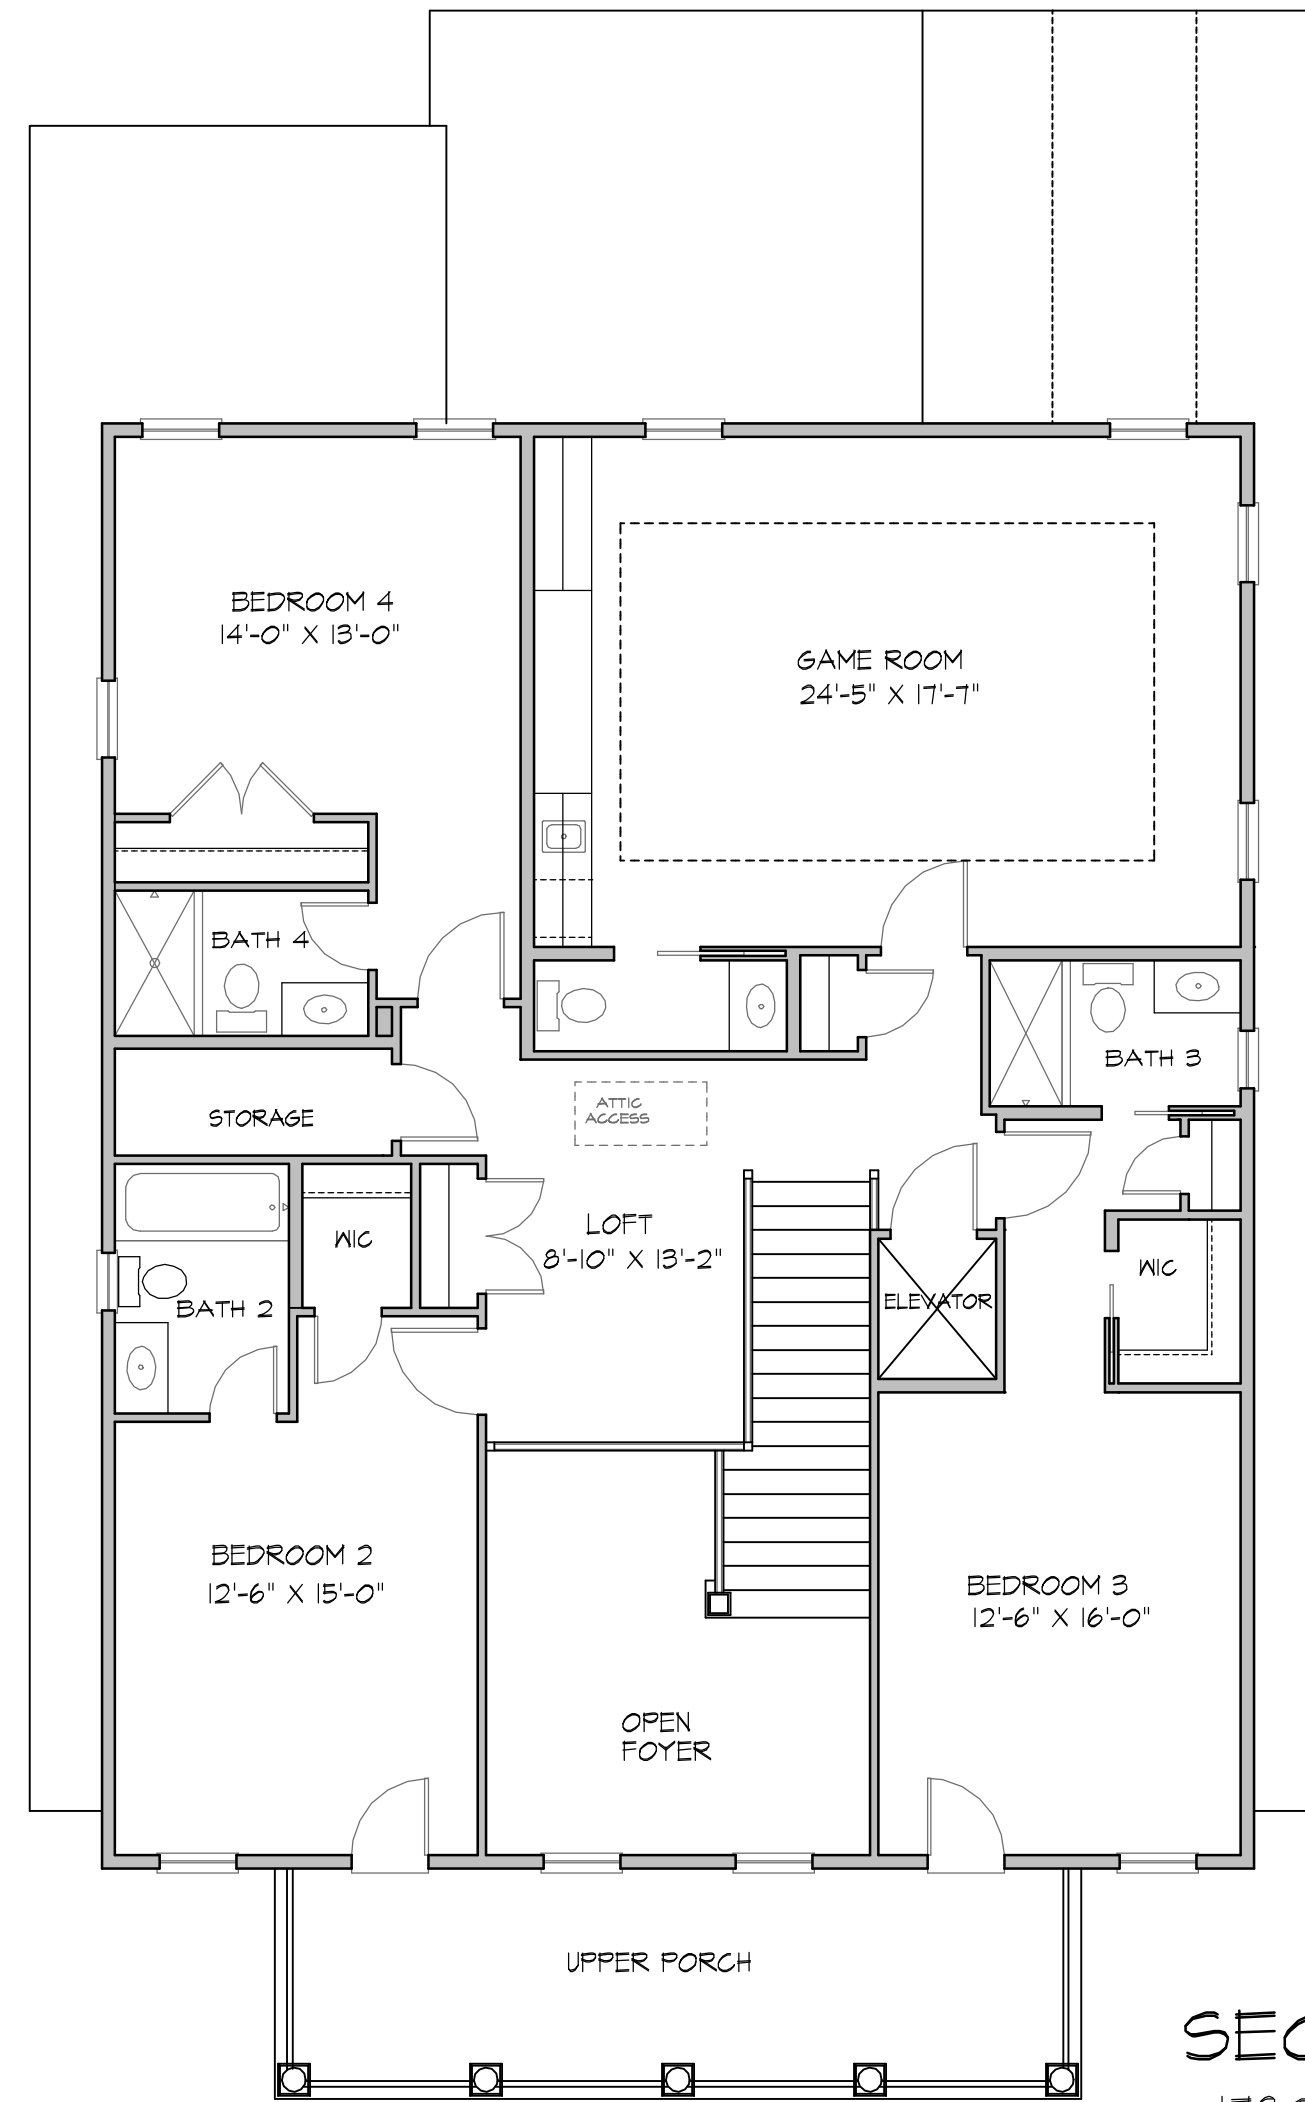 BEDROOM 4
14'-0" X 13'-0"
GAME ROOM
24'-5" X 17'-7"
BATH 4
BATH 3
STORAGE
ATTIC
ACCESS
WIC
LOFT
8'-10" X 13'-2"
WIC
ELEVATOR
BATH 2
BEDROOM 2
12'-6" X 15'-0"
BEDROOM 3
12'-6" X 16'-0"
OPEN
FOYER
UPPER PORCH